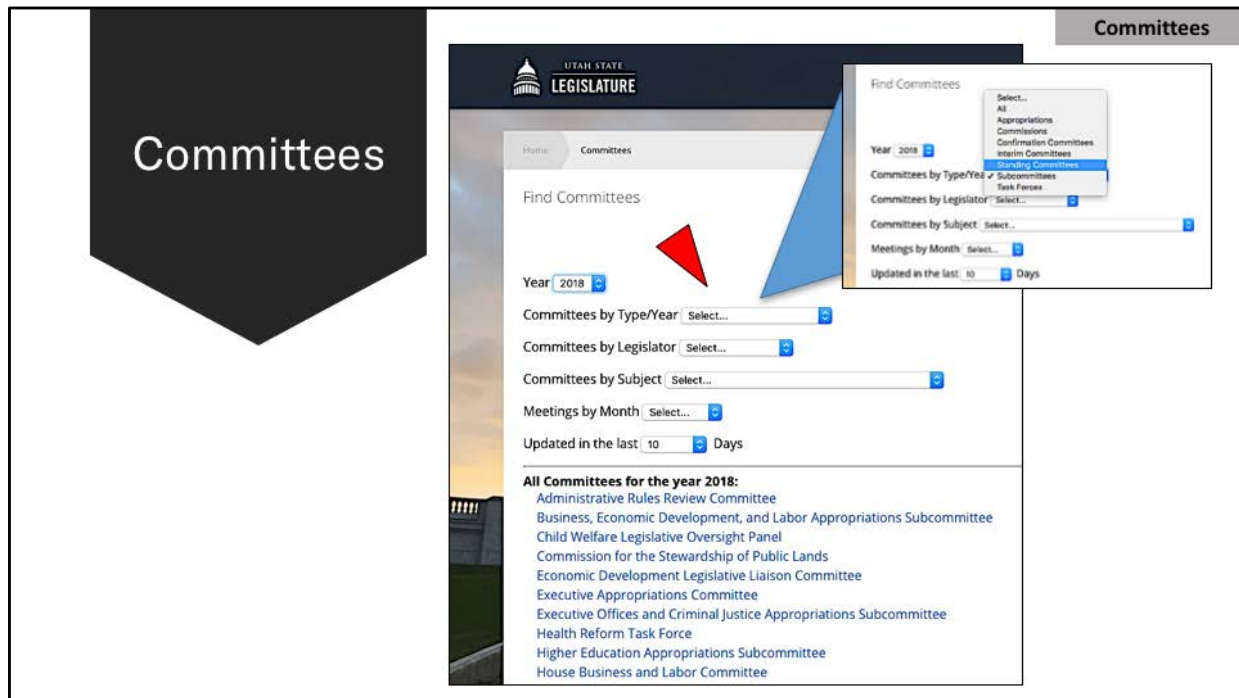 Committees
Committees
UTAH STATE
LEGISLATURE
Home
Committees
Find Committees
Year 2018
Committees by Type/Year Select...
Committees by Legislator Select...
Committees by Subject Select...
Meetings by Month Select...
Updated in the last 10 Days
All Committees for the year 2018:
Administrative Rules Review Committee
Business, Economic Development, and Labor Appropriations Subcommittee
Child Welfare Legislative Oversight Panel
Commission for the Stewardship of Public Lands
Economic Development Legislative Liaison Committee
Executive Appropriations Committee
Executive Offices and Criminal Justice Appropriations Subcommittee
Health Reform Task Force
Higher Education Appropriations Subcommittee
House Business and Labor Committee
Find Committees
Select...
All
Appropriations
Commissions
Confirmation Committees
Interim Committees
Standing Committees
✓ Subcommittees
Task Forces
Year 2018
Committees by Type/Yea
Committees by Legislator Select...
Committees by Subject Select...
Meetings by Month Select...
Updated in the last 10 Days